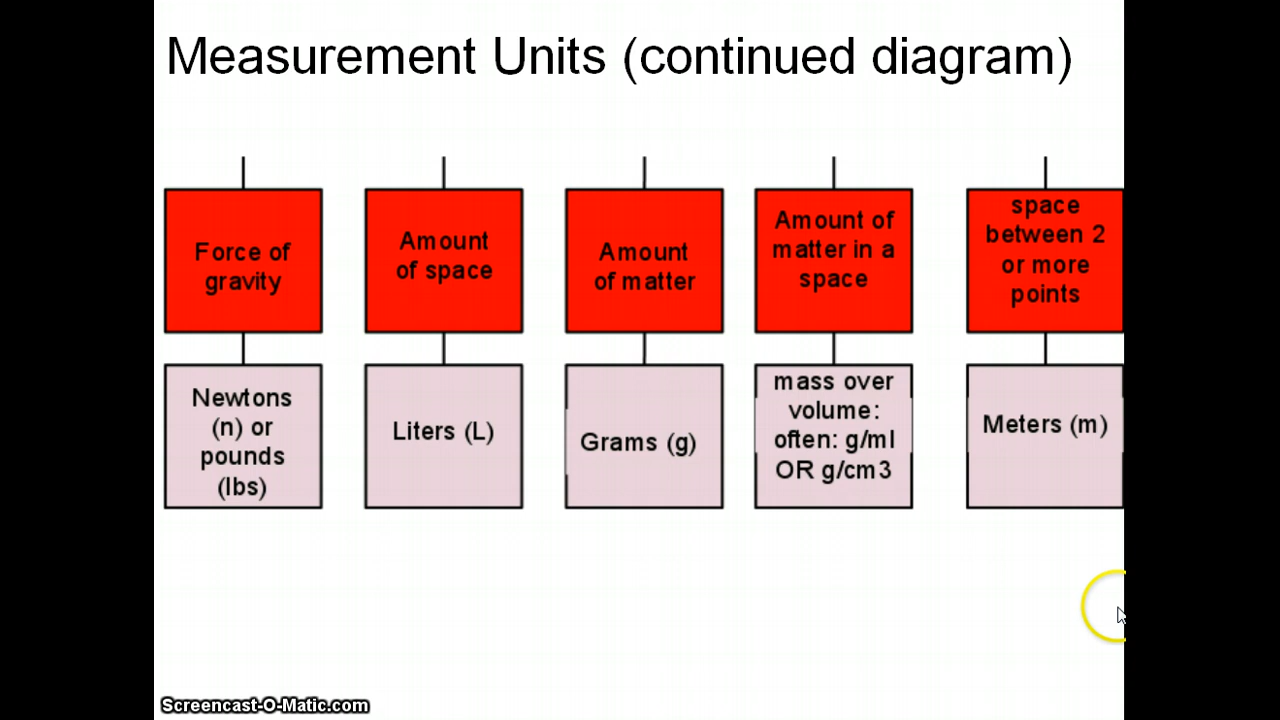 Measurement Units (continued diagram)
Force of
gravity
Amount
of space
Amount
of matter
Amount of
matter in a
space
space
between 2
or more
points
Newtons
(n) or
pounds
(lbs)
Liters (L)
Grams (g)
mass over
volume:
often: g/ml
OR g/cm3
Meters (m)
Screencast-O-Matic.com